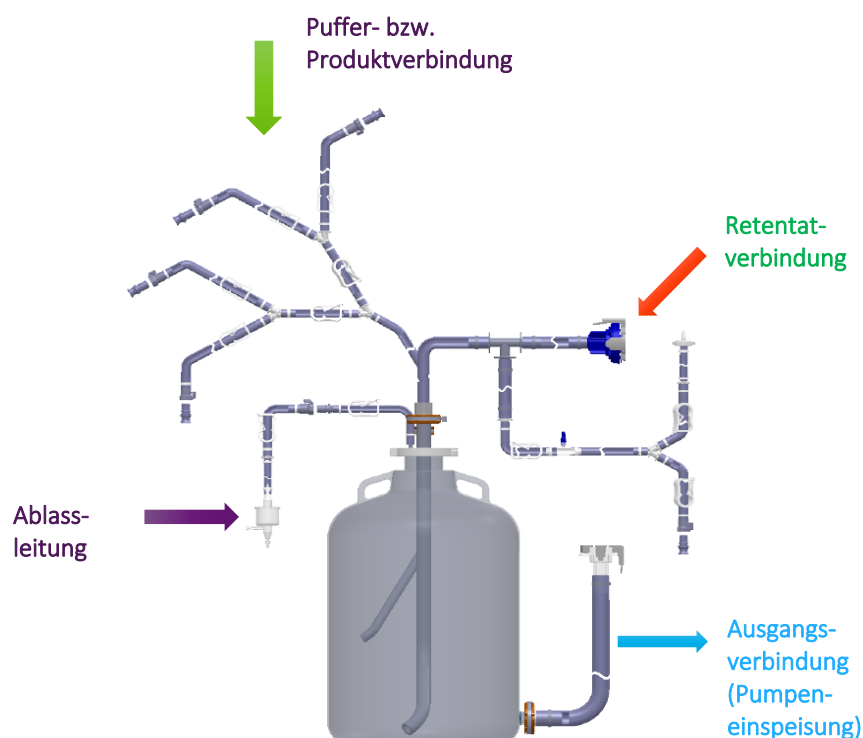 Puffer- bzw.
Produktverbindung
Retentat-
verbindung
Ablass-
leitung
Ausgangs-
verbindung
(Pumpen-
einspeisung)